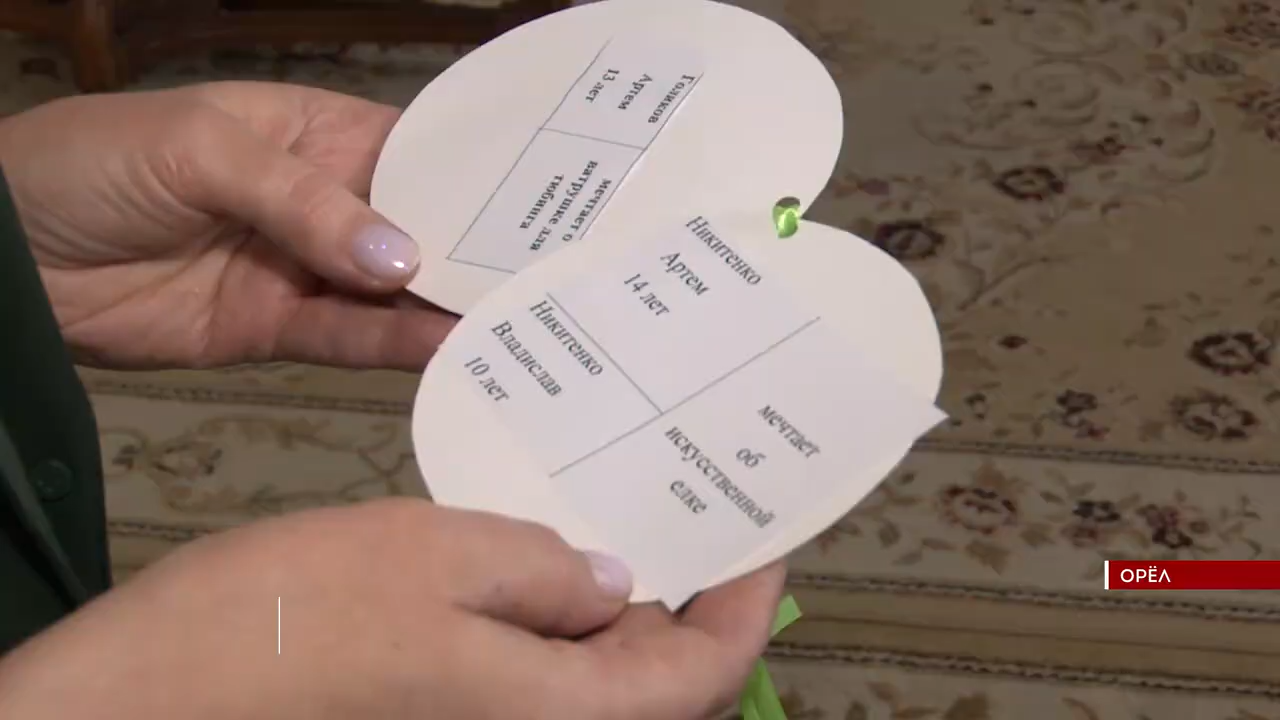 Голиков
Артем
13 лет
мечтает о
ватрушке для
тюбинга
Никитенко
Артем
14 лет
Никитенко
Владислав
10 лет
мечтает
об
искусственной
елке
ОРЁЛ